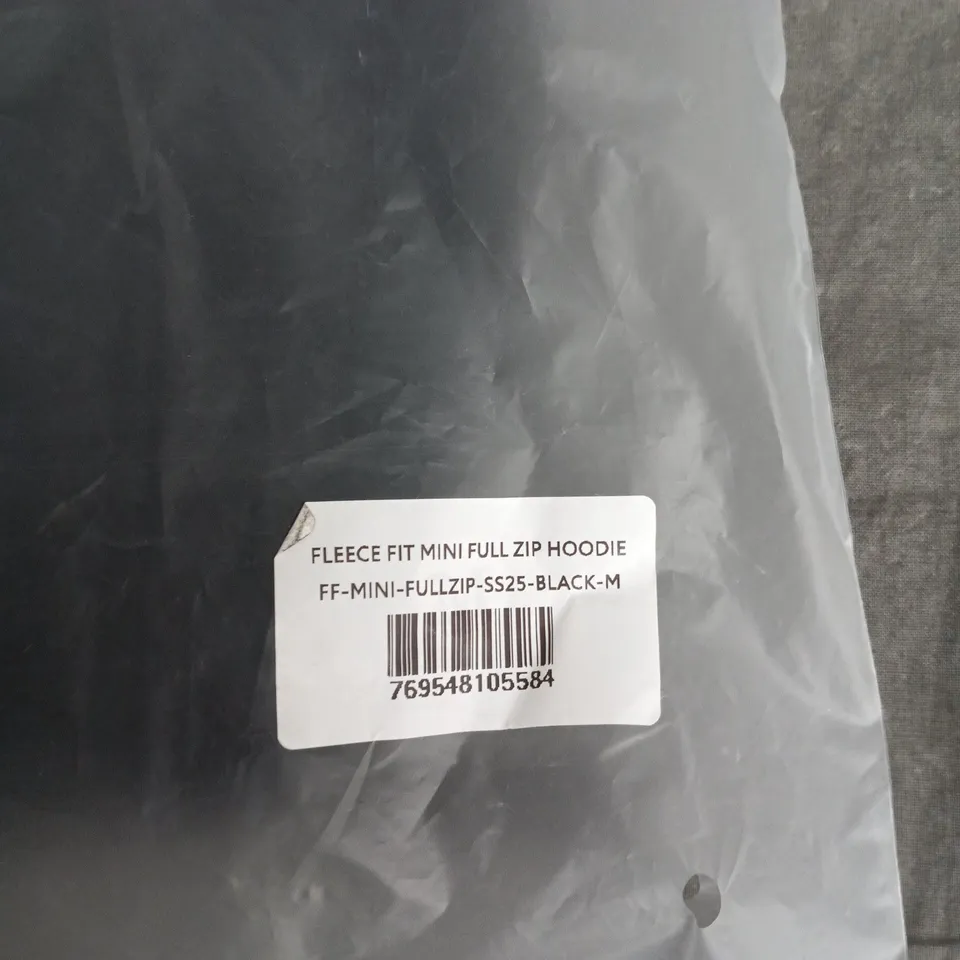 FLEECE FIT MINI FULL ZIP HOODIE
FF-MINI-FULLZIP-SS25-BLACK-M
769548105584